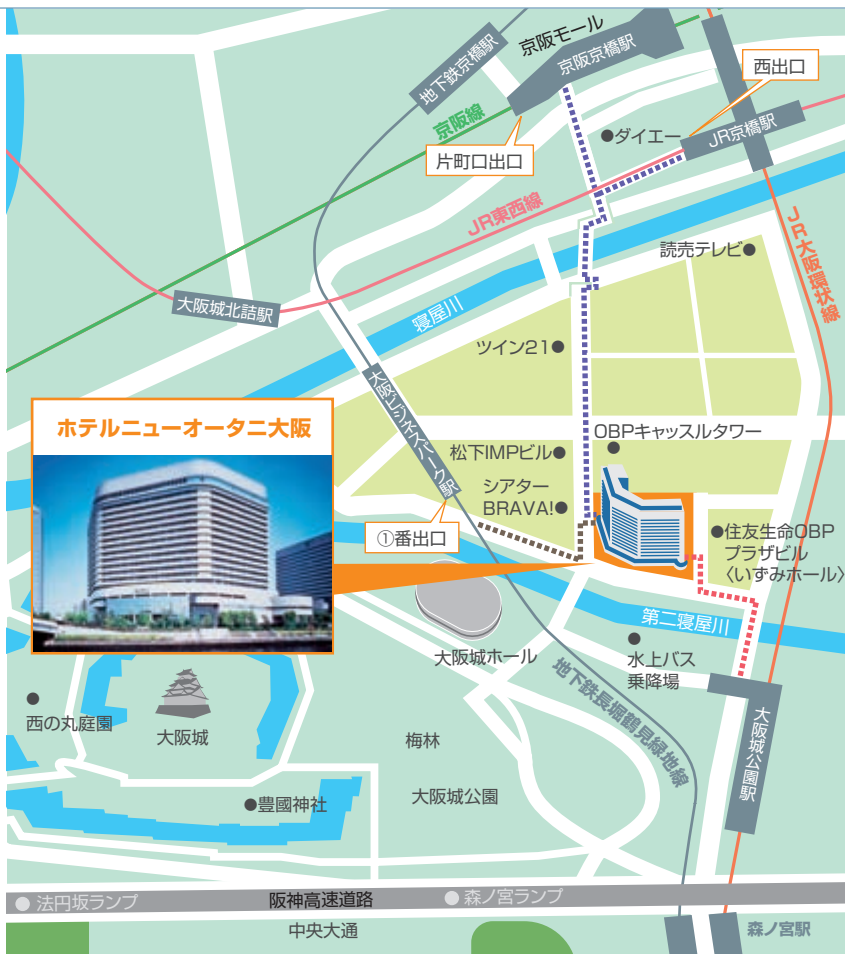 京阪モール
京阪京橋駅
地下鉄京橋駅
西出口
京阪線
ダイエー
JR京橋駅
片町口出口
JR東西線
JR大阪環状線
読売テレビ
大阪城北詰駅
寝屋川
ツイン21
大阪ビジネスパーク駅
ホテルニューオータニ大阪
OBPキャッスルタワー
松下IMPビル
シアター
BRAVA!
①番出口
住友生命OBP
プラザビル
〈いずみホール〉
第二寝屋川
大阪城ホール
水上バス
乗降場
地下鉄長堀鶴見緑地線
西の丸庭園
大阪城
梅林
大阪城公園駅
豊國神社
大阪城公園
法円坂ランプ
阪神高速道路
森ノ宮ランプ
中央大通
森ノ宮駅